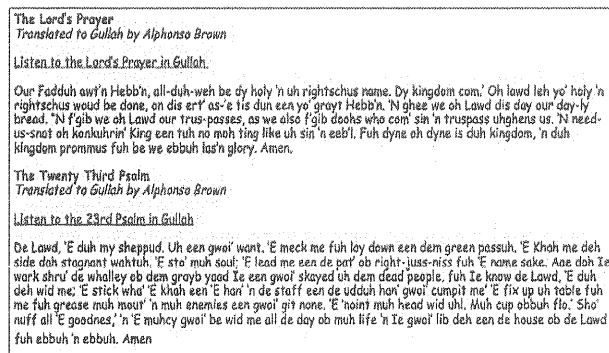 The Lord's Prayer
Translated to Gullah by Alphonso Brown
Listen to the Lord's Prayer in Gullah
Our Fadduh awt'n Hebb'n, all-duh-weh be dy holy 'n uh rightschus name. Dy kingdom com.' Oh lawd leh yo' holy 'n
rightschus woud be done, on dis ert' as-'e tis dun een yo' grayt Hebb'n. 'N ghee we oh Lawd dis day our day-ly
bread. 'N f'gib we oh Lawd our trus-passes, as we also f'gib doohs who com' sin 'n truspass uhghens us. 'N need-
us-snot oh konkuhrin' King een tuh no moh ting like uh sin 'n eeb'l. Fuh dyne oh dyne is duh kingdom, 'n duh
kingdom prommus fuh be we ebbuh las'n glory. Amen.
The Twenty Third Psalm
Translated to Gullah by Alphonso Brown
Listen to the 23rd Psalm in Gullah
De Lawd, 'E duh my sheppud. Uh een gwoi' want. 'E meck me fuh lay down een dem green passuh. 'E Khah me deh
side dah stagnant wahtuh. 'E sto' muh soul; 'E lead me een de pat' ob right-juss-niss fuh 'E name sake. Aae doh Ie
wark shru' de whalley ob dem grayb yaad Ie een gwoi' skayed uh dem dead people, fuh Ie know de Lawd, 'E duh
deh wid me; 'E stick wha' 'E khah een 'E han' 'n de staff een de udduh han' gwoi' cumpit me' 'E fix up uh table fuh
me fuh grease muh mout' 'n muh enemies een gwoi' git none. 'E 'noint muh head wid uhl. Muh cup obbuh flo.' Sho'
nuff all 'E goodnes,' 'n 'E muhcy gwoi' be wid me all de day ob muh life 'n Ie gwoi' lib deh een de house ob de Lawd
fuh ebbuh 'n ebbuh. Amen